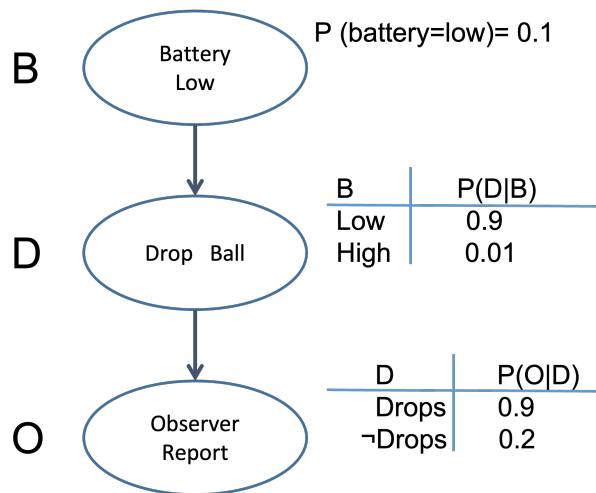 B
Battery
Low
P (battery=low)= 0.1
D
Drop Ball
B P(D|B)
Low 0.9
High 0.01
O
Observer
Report
D P(O|D)
Drops 0.9
¬Drops 0.2